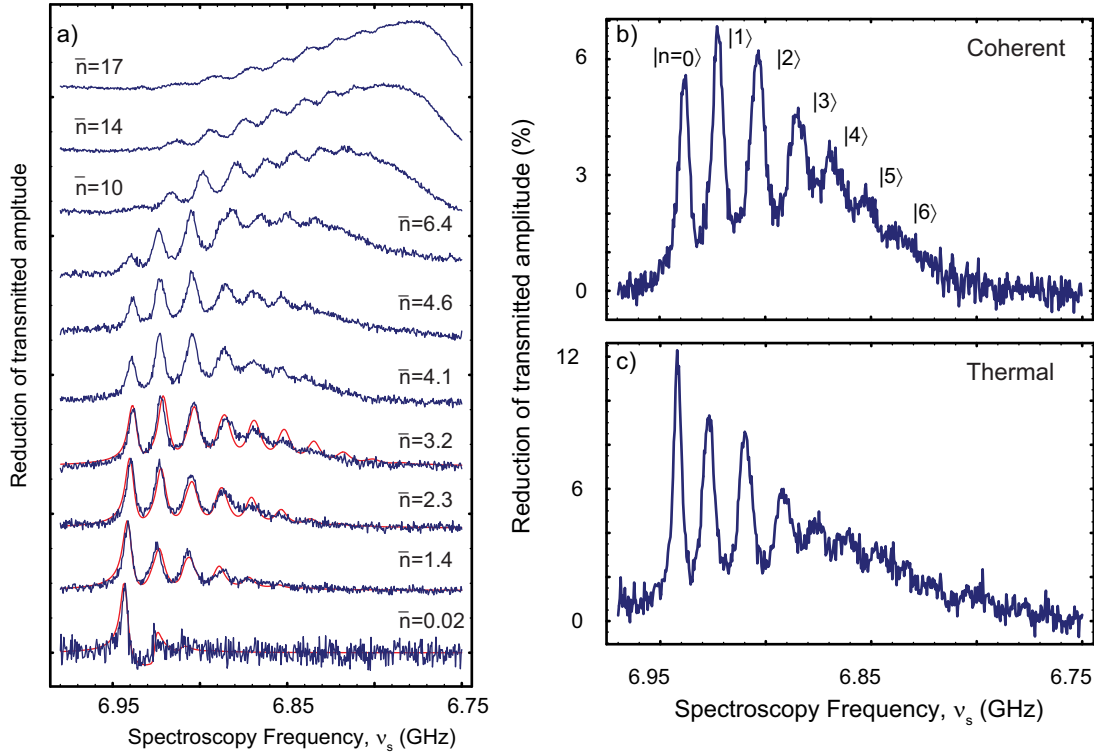 a)
n̅=17
n̅=14
n̅=10
n̅=6.4
n̅=4.6
n̅=4.1
n̅=3.2
n̅=2.3
n̅=1.4
n̅=0.02
Reduction of transmitted amplitude
6.95
6.85
6.75
Spectroscopy Frequency, νs (GHz)
b)
Coherent
|n=0⟩
|1⟩
|2⟩
|3⟩
|4⟩
|5⟩
|6⟩
6
3
0
c)
Thermal
12
6
0
Reduction of transmitted amplitude (%)
6.95
6.85
6.75
Spectroscopy Frequency, νs (GHz)